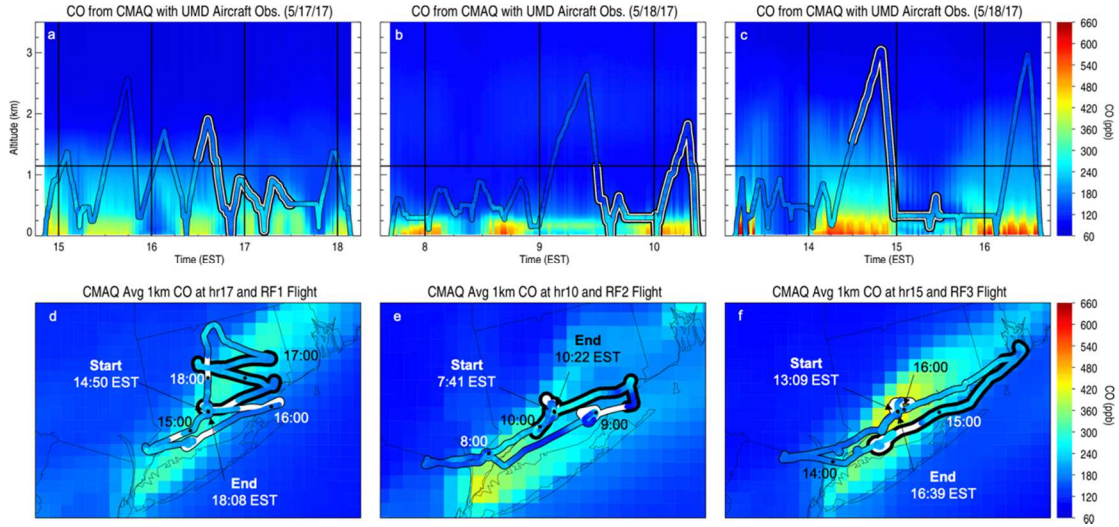 CO from CMAQ with UMD Aircraft Obs. (5/17/17)
CO from CMAQ with UMD Aircraft Obs. (5/18/17)
CO from CMAQ with UMD Aircraft Obs. (5/18/17)
a
b
c
Altitude (km)
3
2
1
0
15
16
17
18
Time (EST)
8
9
10
Time (EST)
14
15
16
Time (EST)
660
600
540
480
420
360
300
240
180
120
60
CO (ppb)
CMAQ Avg 1km CO at hr17 and RF1 Flight
CMAQ Avg 1km CO at hr10 and RF2 Flight
CMAQ Avg 1km CO at hr15 and RF3 Flight
d
Start
14:50 EST
17:00
18:00
15:00
16:00
End
18:08 EST
e
End
10:22 EST
Start
7:41 EST
10:00
9:00
8:00
f
Start
13:09 EST
16:00
15:00
14:00
End
16:39 EST
660
600
540
480
420
360
300
240
180
120
60
CO (ppb)